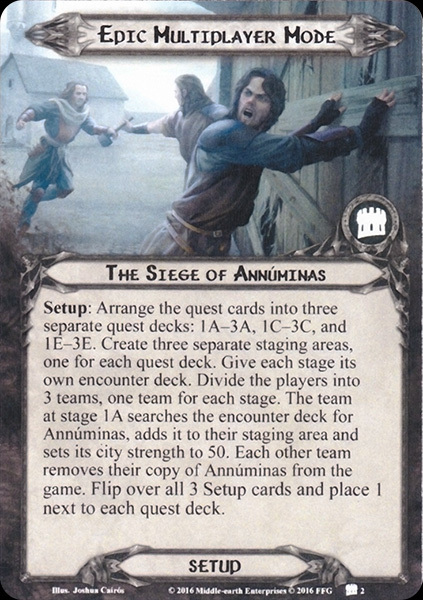 Epic Multiplayer Mode
The Siege of Annúminas
Setup: Arrange the quest cards into three
separate quest decks: 1A–3A, 1C–3C, and
1E–3E. Create three separate staging areas,
one for each quest deck. Give each stage its
own encounter deck. Divide the players into
3 teams, one team for each stage. The team
at stage 1A searches the encounter deck for
Annúminas, adds it to their staging area and
sets its city strength to 50. Each other team
removes their copy of Annúminas from the
game. Flip over all 3 Setup cards and place 1
next to each quest deck.
SETUP
Illus. Joshua Cairós © 2016 Middle-earth Enterprises © 2016 FFG 2